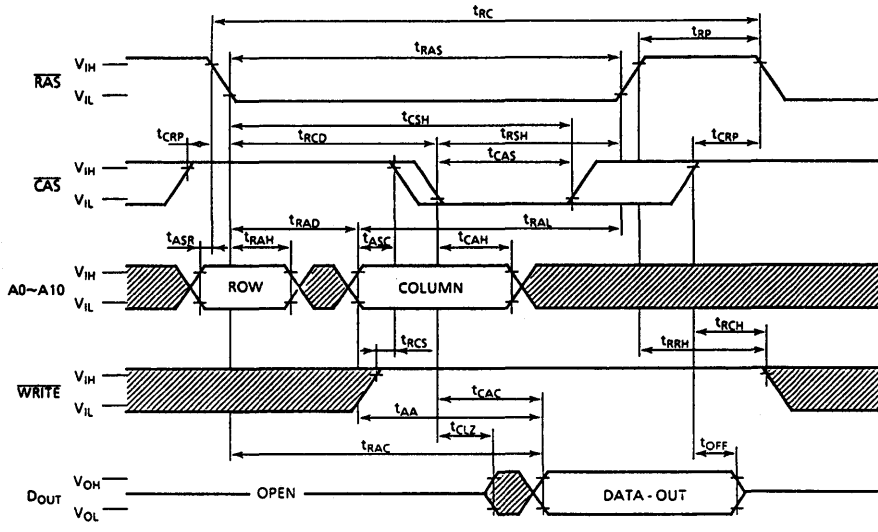 tRC
tRP
tRAS
RAS
VIH
VIL
tCSH
tCRP
tRCD
tRSH
tCRP
tCAS
CAS
VIH
VIL
tRAD
tRAL
tASR
tRAH
tASC
tCAH
A0~A10
VIH
VIL
ROW
COLUMN
tRCH
tRCS
tRRH
WRITE
VIH
VIL
tCAC
tAA
tCLZ
tRAC
tOFF
DOUT
VOH
VOL
OPEN
DATA - OUT